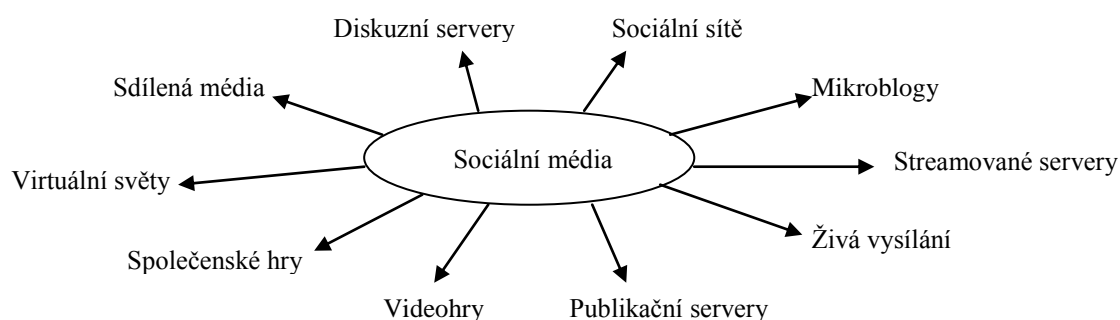 Diskuzní servery
Sociální sítě
Sdílená média
Mikroblogy
Sociální média
Streamované servery
Virtuální světy
Živá vysílání
Společenské hry
Videohry
Publikační servery